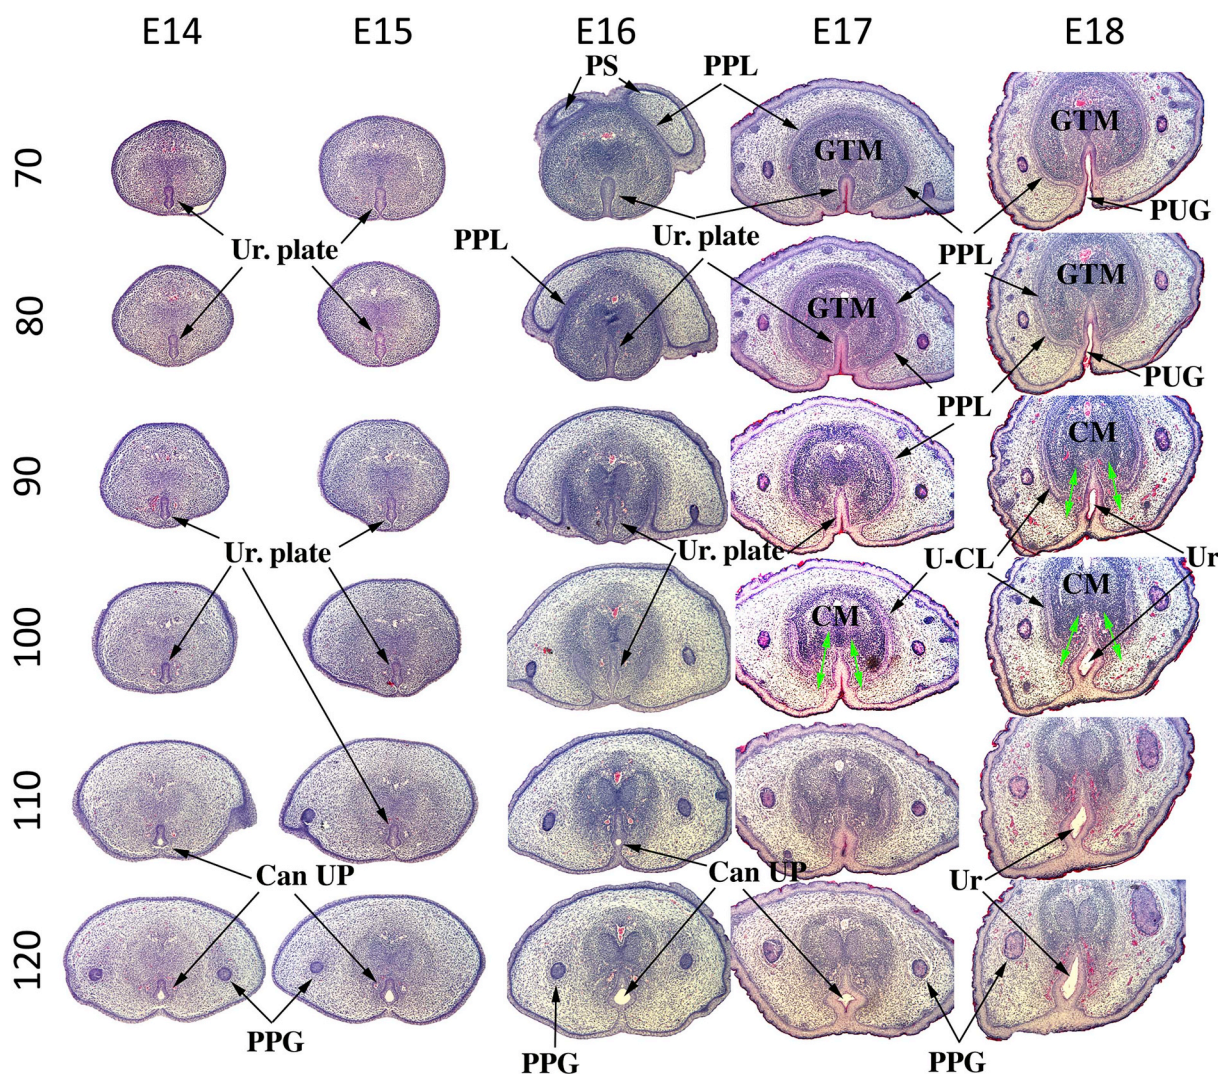 E14 E15 E16 E17 E18
PS PPL
70
GTM GTM
PUG
Ur. plate PPL Ur. plate PPL
80
GTM GTM
PUG
PPL
90
CM
Ur. plate Ur. plate U-CL Ur
100
CM CM
110
Can UP Can UP Ur
120
PPG PPG PPG